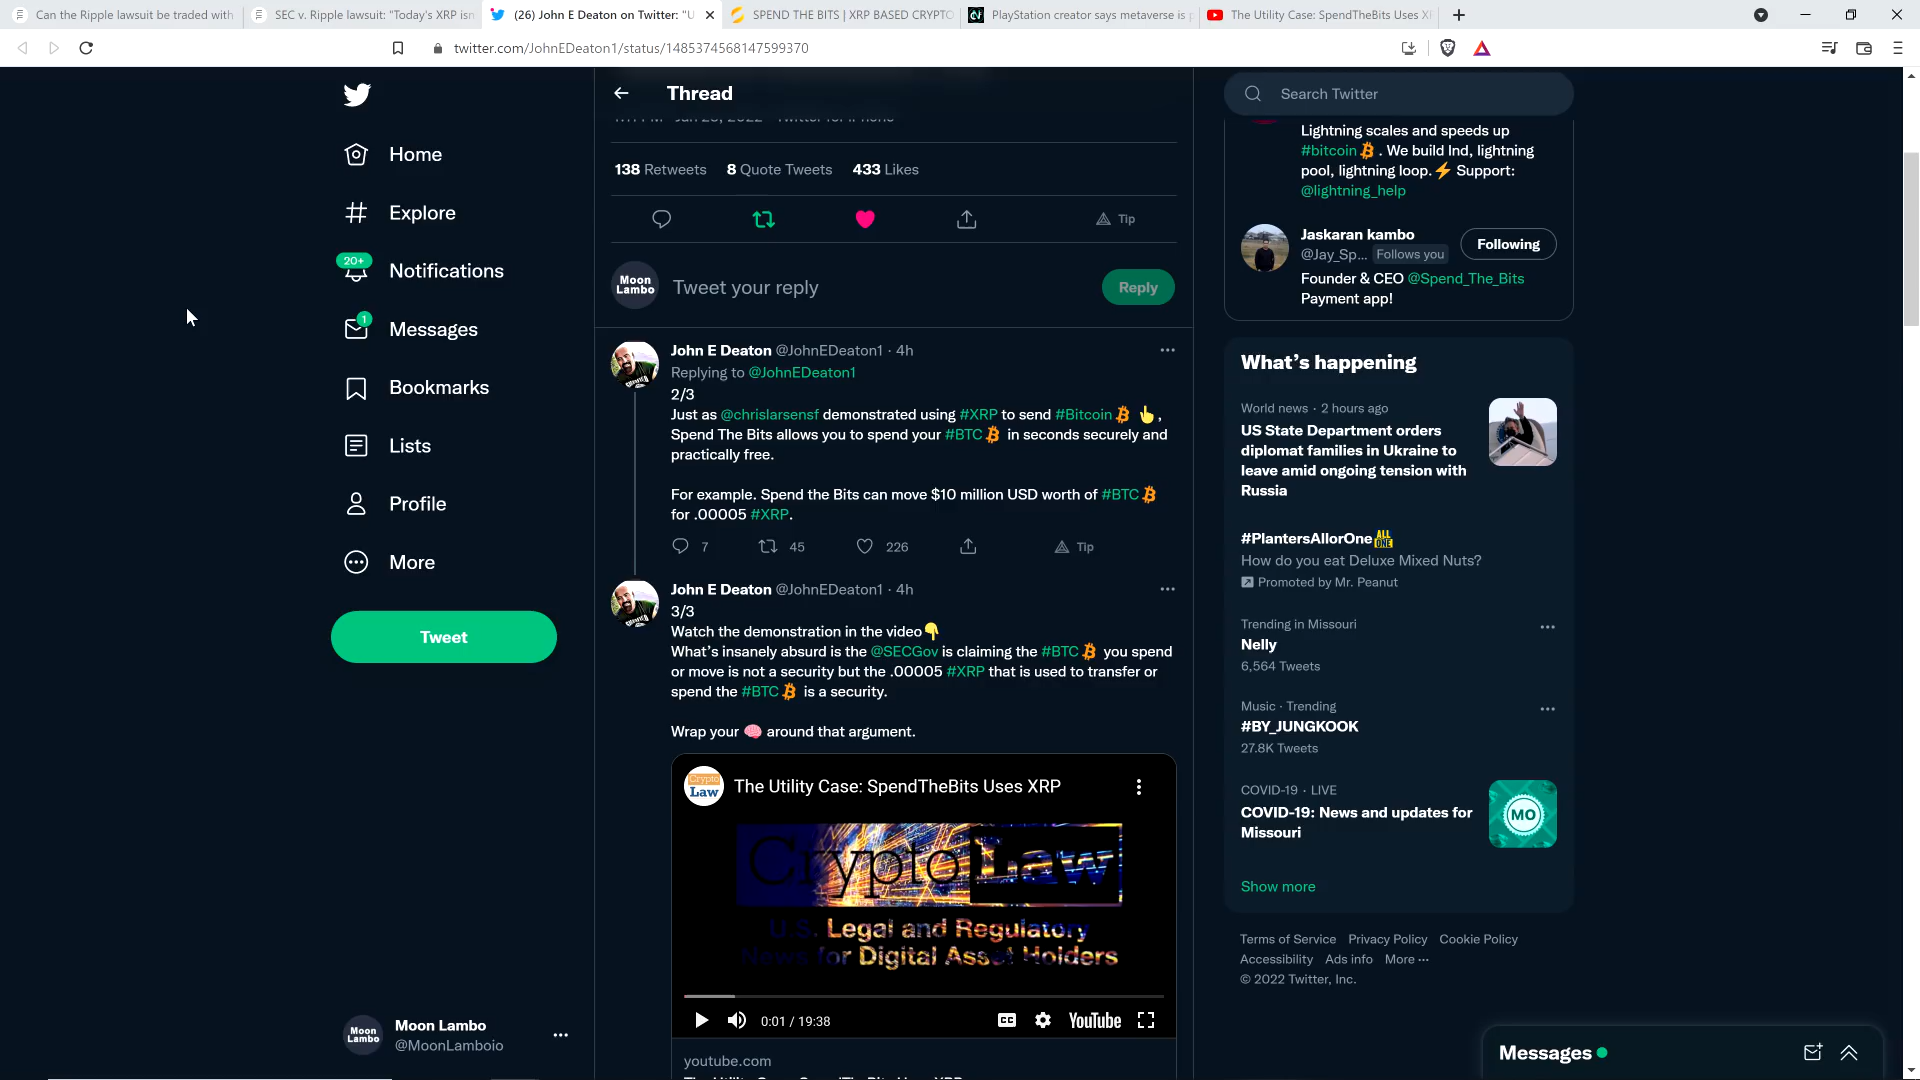 Can the Ripple lawsuit be traded with
SEC v. Ripple lawsuit: "Today's XRP isn
(26) John E Deaton on Twitter: "U
SPEND THE BITS | XRP BASED CRYPTO
PlayStation creator says metaverse is p
The Utility Case: SpendTheBits Uses XR
twitter.com/JohnEDeaton1/status/1485374568147599370
Home
Explore
20+
Notifications
1
Messages
Bookmarks
Lists
Profile
More
Tweet
Moon Lambo
Moon Lambo
@MoonLamboio
Thread
138 Retweets 8 Quote Tweets 433 Likes
Tip
Moon Lambo
Tweet your reply
Reply
John E Deaton @JohnEDeaton1 · 4h
Replying to @JohnEDeaton1
2/3
Just as @chrislarsensf demonstrated using #XRP to send #Bitcoin ,
Spend The Bits allows you to spend your #BTC in seconds securely and
practically free.
For example. Spend the Bits can move $10 million USD worth of #BTC
for .00005 #XRP.
7 45 226 Tip
John E Deaton @JohnEDeaton1 · 4h
3/3
Watch the demonstration in the video
What's insanely absurd is the @SECGov is claiming the #BTC you spend
or move is not a security but the .00005 #XRP that is used to transfer or
spend the #BTC is a security.
Wrap your around that argument.
Crypto Law
The Utility Case: SpendTheBits Uses XRP
CryptoLaw
U.S. Legal and Regulatory
News for Digital Asset Holders
0:01 / 19:38
CC
YouTube
youtube.com
Search Twitter
Lightning scales and speeds up
#bitcoin . We build lnd, lightning
pool, lightning loop. Support:
@lightning_help
Jaskaran kambo
@Jay_Sp... Follows you
Following
Founder & CEO @Spend_The_Bits
Payment app!
What's happening
World news · 2 hours ago
US State Department orders
diplomat families in Ukraine to
leave amid ongoing tension with
Russia
#PlantersAllorOne ALL ONE
How do you eat Deluxe Mixed Nuts?
Promoted by Mr. Peanut
Trending in Missouri
Nelly
6,564 Tweets
Music · Trending
#BY_JUNGKOOK
27.8K Tweets
COVID-19 · LIVE
COVID-19: News and updates for
Missouri
MO
Show more
Terms of Service Privacy Policy Cookie Policy
Accessibility Ads info More ···
© 2022 Twitter, Inc.
Messages